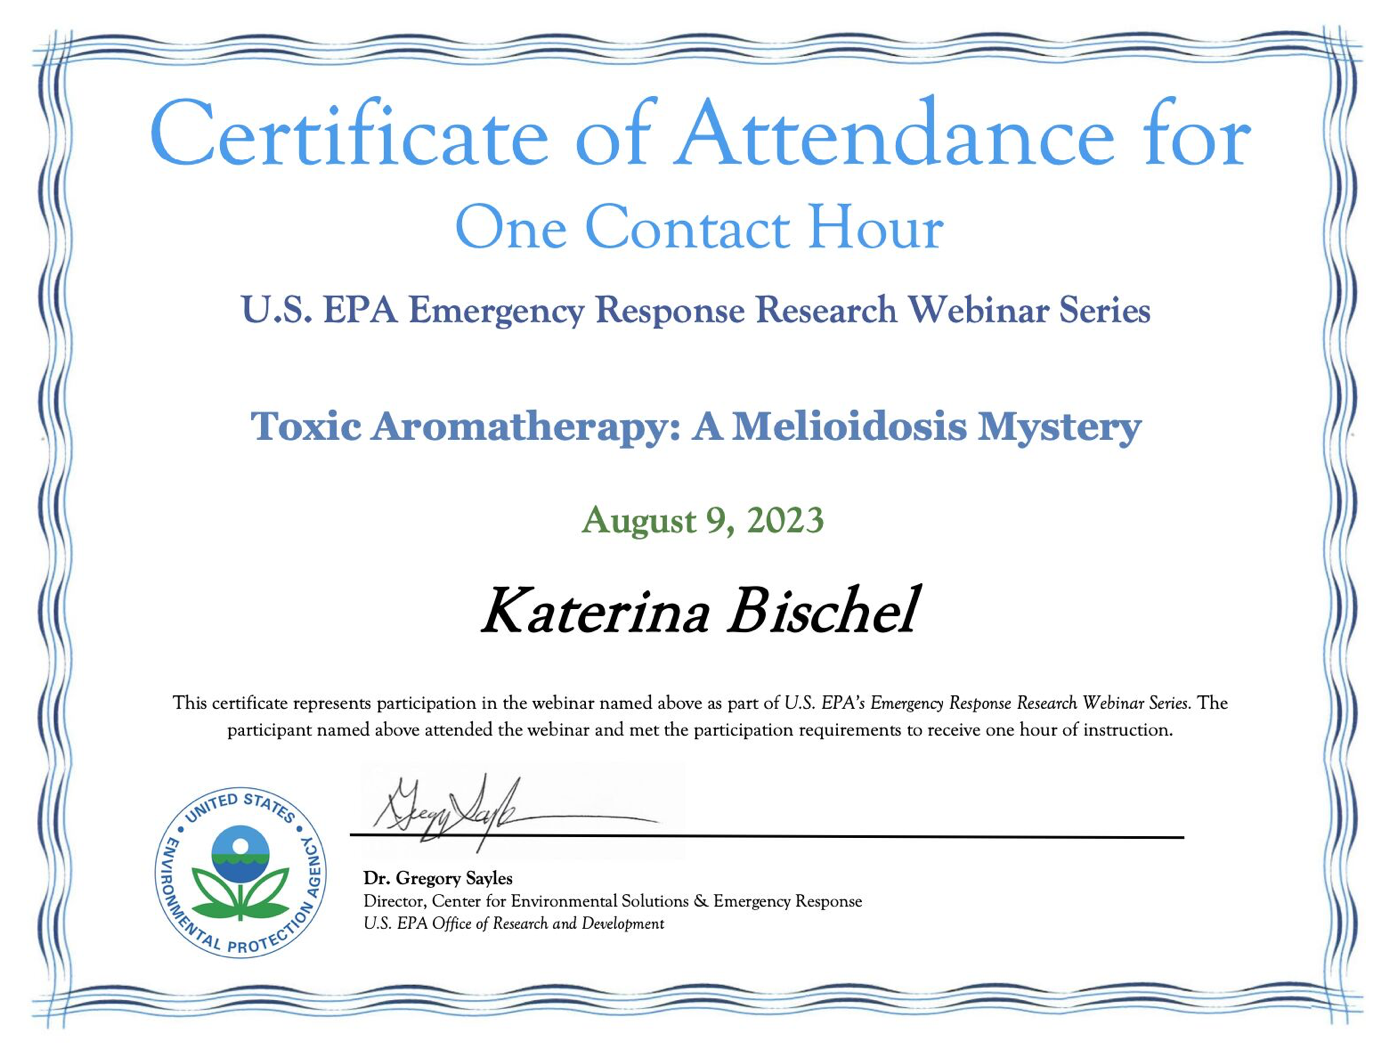 Certificate of Attendance for
One Contact Hour
U.S. EPA Emergency Response Research Webinar Series
Toxic Aromatherapy: A Melioidosis Mystery
August 9, 2023
Katerina Bischel
This certificate represents participation in the webinar named above as part of U.S. EPA's Emergency Response Research Webinar Series. The
participant named above attended the webinar and met the participation requirements to receive one hour of instruction.
UNITED STATES • ENVIRONMENTAL PROTECTION AGENCY •
Gregory Sayles
Dr. Gregory Sayles
Director, Center for Environmental Solutions & Emergency Response
U.S. EPA Office of Research and Development